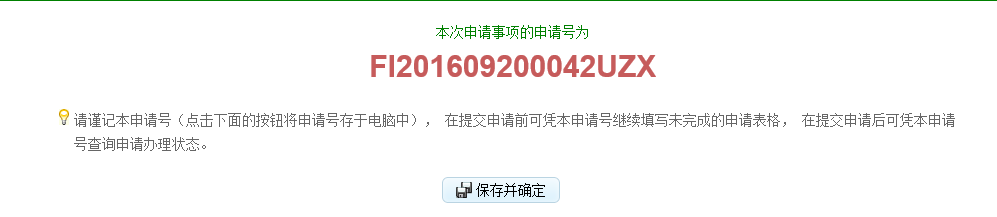 本次申请事项的申请号为
FI201609200042UZX
请谨记本申请号（点击下面的按钮将申请号存于电脑中）， 在提交申请前可凭本申请号继续填写未完成的申请表格， 在提交申请后可凭本申请
号查询申请办理状态。
保存并确定